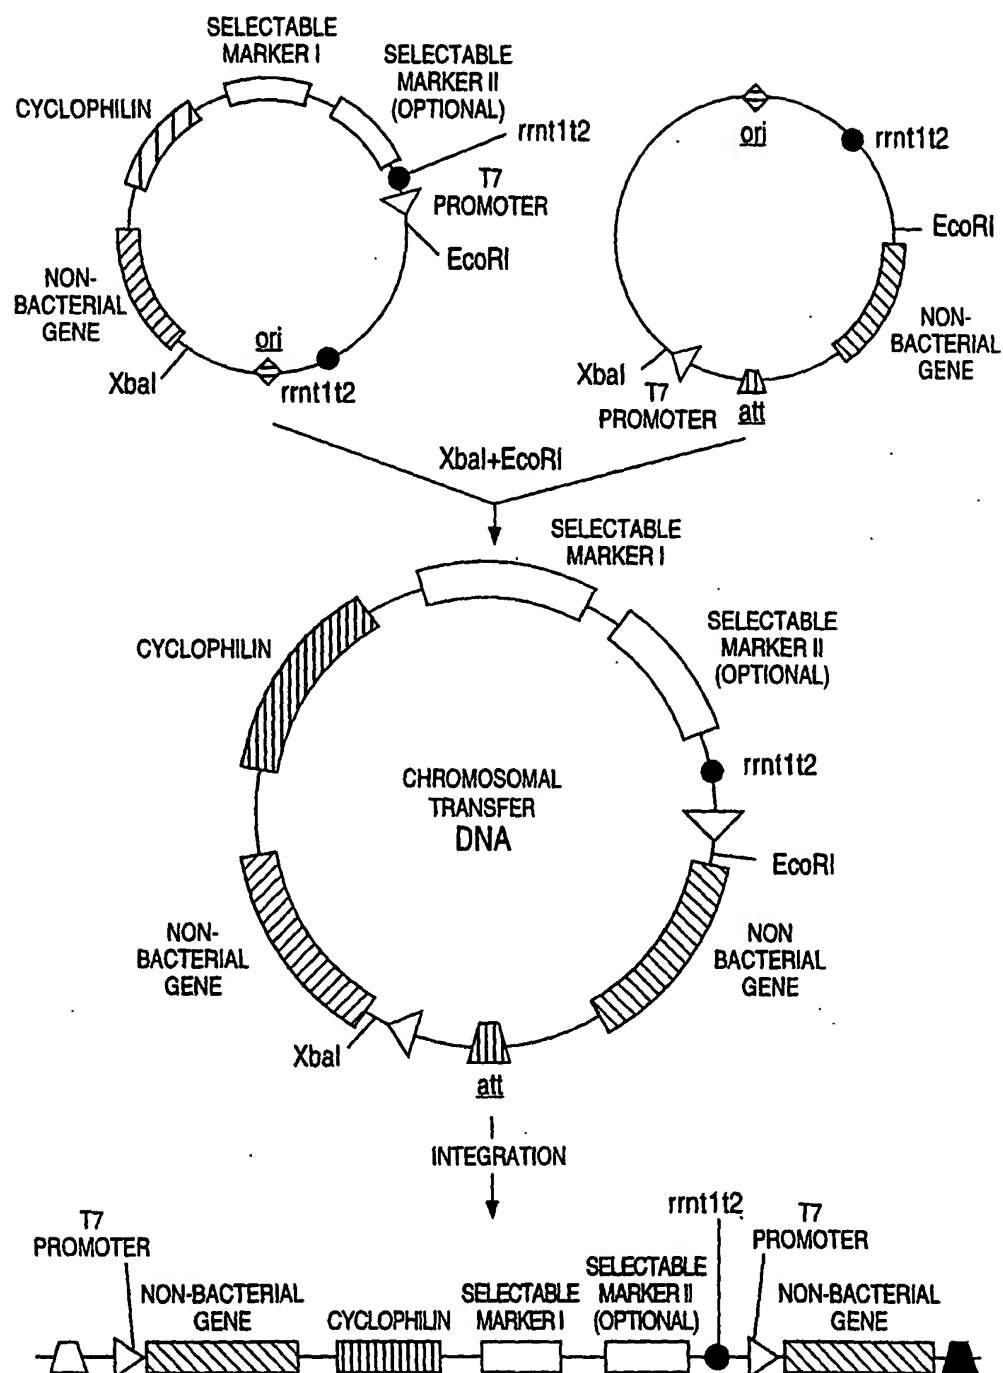 SELECTABLE
MARKER I
SELECTABLE
MARKER II
(OPTIONAL)
CYCLOPHILIN
rrnt1t2
T7
PROMOTER
EcoRI
NON-
BACTERIAL
GENE
ori
XbaI
rrnt1t2
ori
rrnt1t2
EcoRI
NON-
BACTERIAL
GENE
XbaI
T7
PROMOTER
att
XbaI+EcoRI
SELECTABLE
MARKER I
SELECTABLE
MARKER II
(OPTIONAL)
CYCLOPHILIN
rrnt1t2
CHROMOSOMAL
TRANSFER
DNA
EcoRI
NON-
BACTERIAL
GENE
NON
BACTERIAL
GENE
XbaI
att
INTEGRATION
rrnt1t2
T7
PROMOTER
T7
PROMOTER
NON-BACTERIAL
GENE
CYCLOPHILIN
SELECTABLE
MARKER I
SELECTABLE
MARKER II
(OPTIONAL)
NON-BACTERIAL
GENE